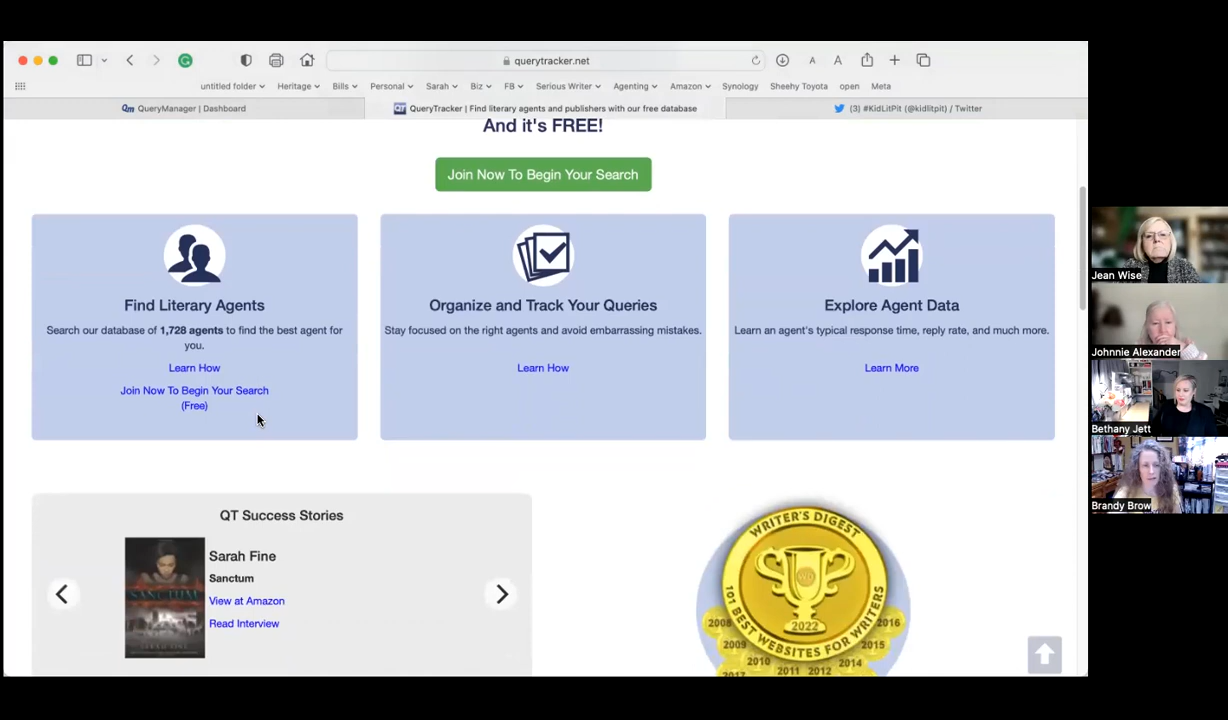 querytracker.net
A
A
untitled folder
Heritage
Bills
Personal
Sarah
Biz
FB
Serious Writer
Agenting
Amazon
Synology
Sheehy Toyota
open
Meta
Qm QueryManager | Dashboard
QT QueryTracker | Find literary agents and publishers with our free database
(3) #KidLitPit (@kidlitpit) / Twitter
And it's FREE!
Join Now To Begin Your Search
Find Literary Agents
Search our database of 1,728 agents to find the best agent for
you.
Learn How
Join Now To Begin Your Search
(Free)
Organize and Track Your Queries
Stay focused on the right agents and avoid embarrassing mistakes.
Learn How
Explore Agent Data
Learn an agent's typical response time, reply rate, and much more.
Learn More
QT Success Stories
SANCTUM
Sarah Fine
Sanctum
View at Amazon
Read Interview
WRITER'S DIGEST
WD
2022
101 BEST WEBSITES FOR WRITERS
2008
2009
2010
2011
2012
2014
2015
2016
2017
Jean Wise
Johnnie Alexander
Bethany Jett
Brandy Brow